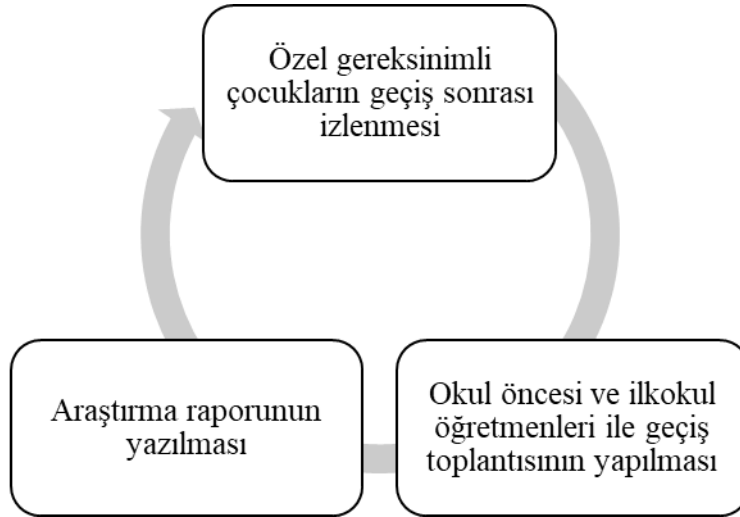 Özel gereksinimli
çocukların geçiş sonrası
izlenmesi
Okul öncesi ve ilkokul
öğretmenleri ile geçiş
toplantısının yapılması
Araştırma raporunun
yazılması